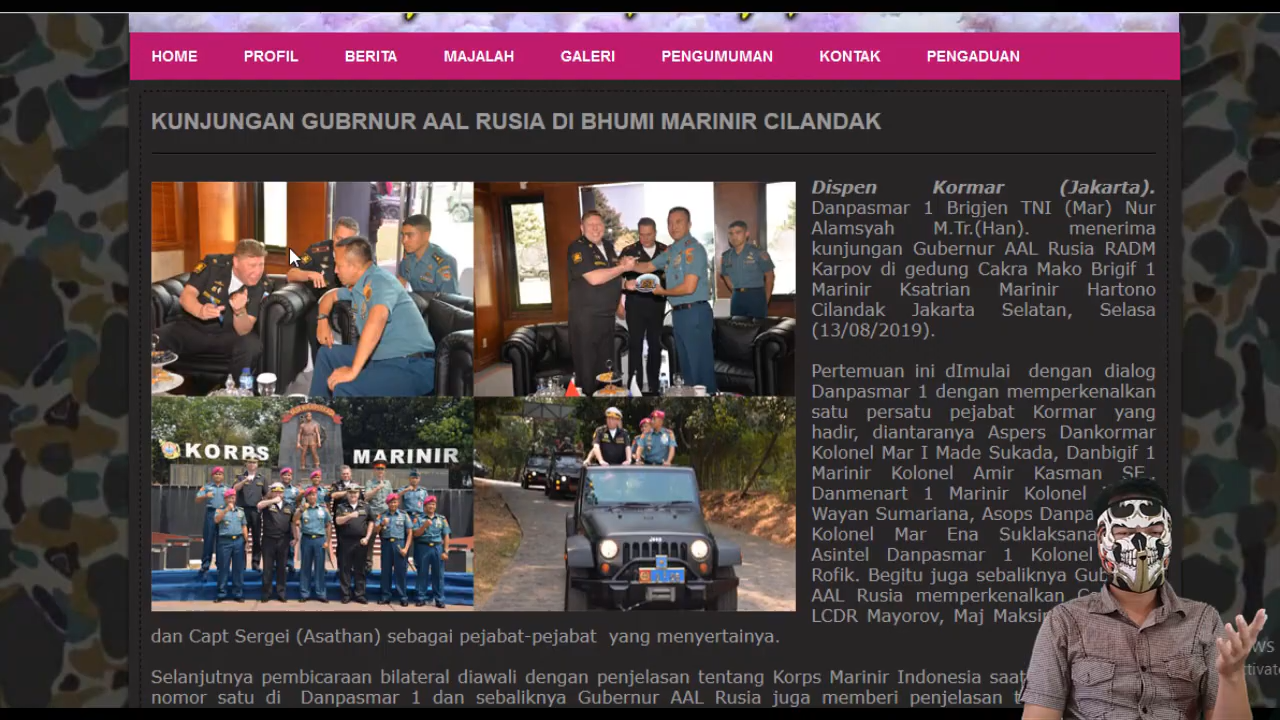 HOME PROFIL BERITA MAJALAH GALERI PENGUMUMAN KONTAK PENGADUAN
KUNJUNGAN GUBRNUR AAL RUSIA DI BHUMI MARINIR CILANDAK
Dispen Kormar (Jakarta).
Danpasmar 1 Brigjen TNI (Mar) Nur
Alamsyah M.Tr.(Han). menerima
kunjungan Gubernur AAL Rusia RADM
Karpov di gedung Cakra Mako Brigif 1
Marinir Ksatrian Marinir Hartono
Cilandak Jakarta Selatan, Selasa
(13/08/2019).
Pertemuan ini dImulai dengan dialog
Danpasmar 1 dengan memperkenalkan
satu persatu pejabat Kormar yang
hadir, diantaranya Aspers Dankormar
Kolonel Mar I Made Sukada, Danbigif 1
Marinir Kolonel Amir Kasman SE.
Danmenart 1 Marinir Kolonel
Wayan Sumariana, Asops
Kolonel Mar Ena
Asintel Danpasmar 1 Kolonel
Rofik. Begitu juga sebaliknya
AAL Rusia memperkenalkan
LCDR Mayorov, Maj
dan Capt Sergei (Asathan) sebagai pejabat-pejabat yang menyertainya.
Selanjutnya pembicaraan bilateral diawali dengan penjelasan tentang Korps Marinir Indonesia
nomor satu di Danpasmar 1 dan sebaliknya Gubernur AAL Rusia juga memberi penjelasan
KORPS MARINIR